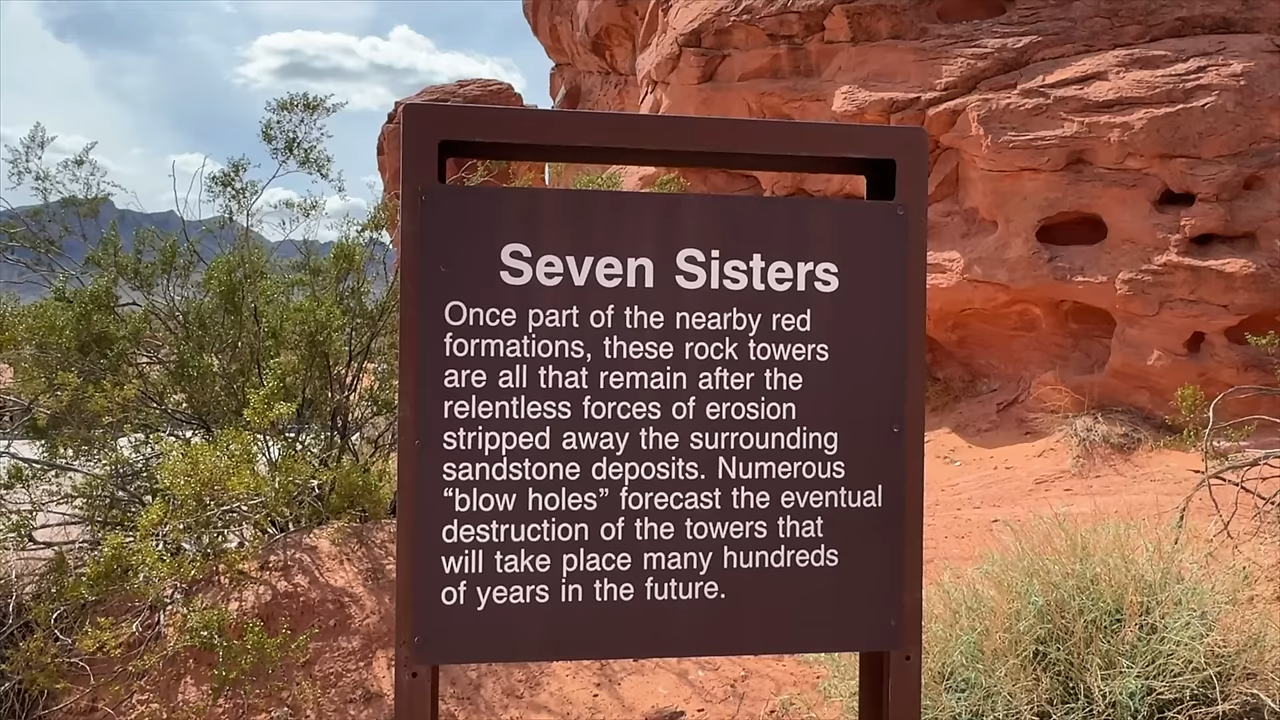 Seven Sisters
Once part of the nearby red
formations, these rock towers
are all that remain after the
relentless forces of erosion
stripped away the surrounding
sandstone deposits. Numerous
“blow holes” forecast the eventual
destruction of the towers that
will take place many hundreds
of years in the future.